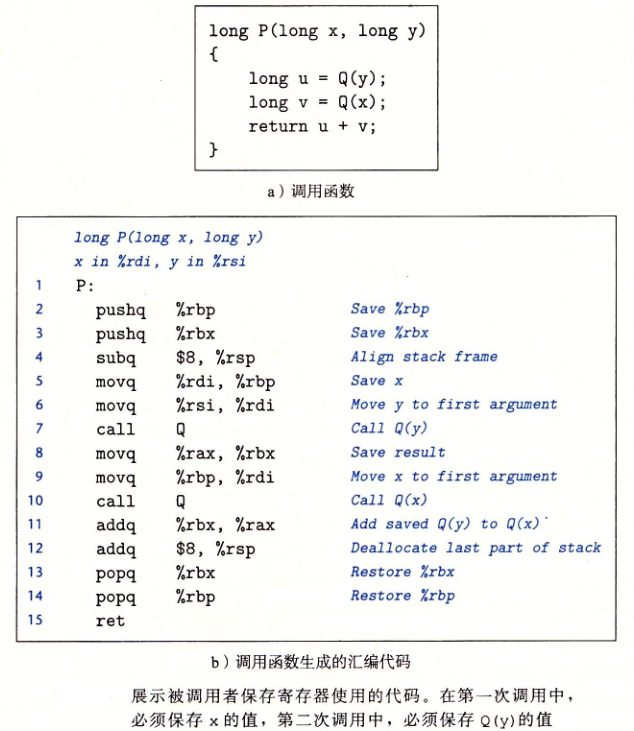 long P(long x, long y)
{
    long u = Q(y);
    long v = Q(x);
    return u + v;
}
a）调用函数
long P(long x, long y)
x in %rdi, y in %rsi
1 P:
2 pushq %rbp Save %rbp
3 pushq %rbx Save %rbx
4 subq $8, %rsp Align stack frame
5 movq %rdi, %rbp Save x
6 movq %rsi, %rdi Move y to first argument
7 call Q Call Q(y)
8 movq %rax, %rbx Save result
9 movq %rbp, %rdi Move x to first argument
10 call Q Call Q(x)
11 addq %rbx, %rax Add saved Q(y) to Q(x)
12 addq $8, %rsp Deallocate last part of stack
13 popq %rbx Restore %rbx
14 popq %rbp Restore %rbp
15 ret
b）调用函数生成的汇编代码
展示被调用者保存寄存器使用的代码。在第一次调用中，
必须保存 x 的值，第二次调用中，必须保存 Q(y)的值